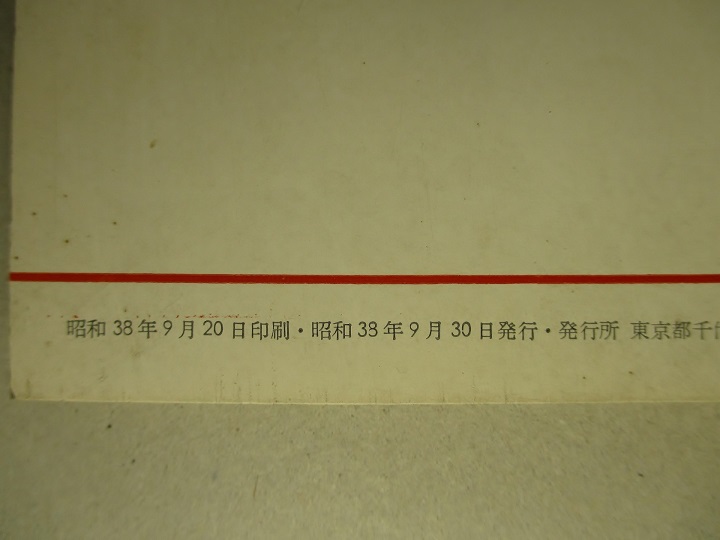 昭和 38 年 9 月 20 日印刷・昭和 38 年 9 月 30 日発行・発行所 東京都千